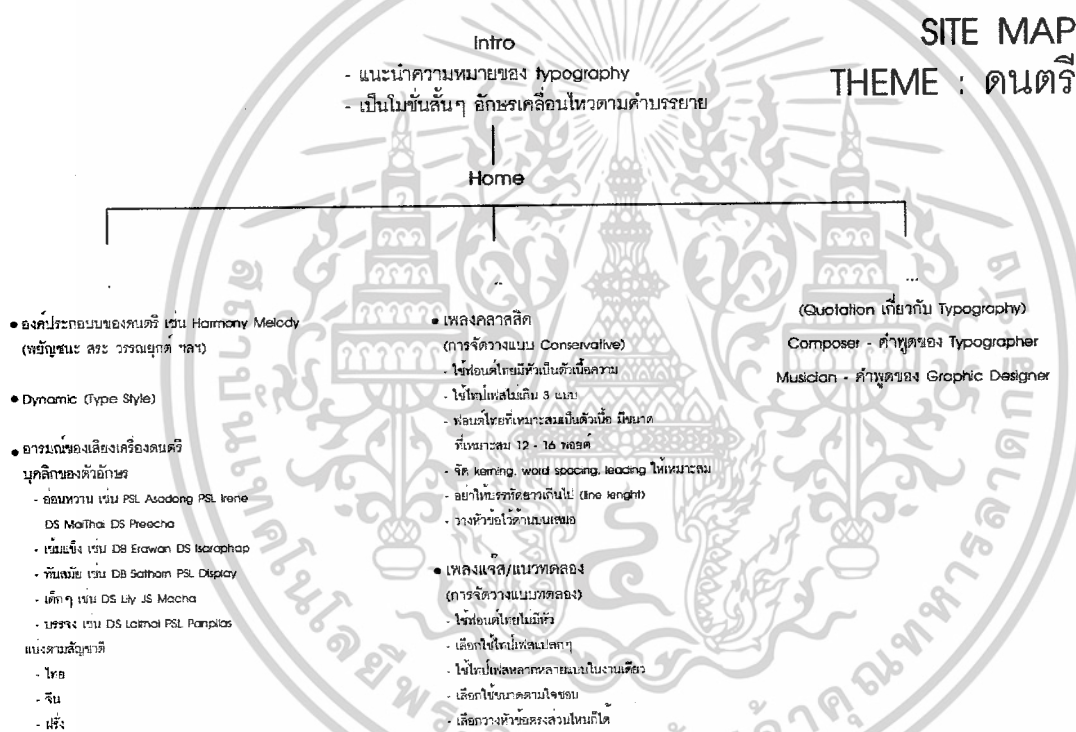 SITE MAP
THEME : ดนตรี
Intro
- แนะนำความหมายของ typography
- เป็นโมชั่นสั้นๆ อักษรเคลื่อนไหวตามคำบรรยาย
Home
.
● องค์ประกอบของดนตรี เช่น Harmony Melody
(พยัญชนะ สระ วรรณยุกต์ ฯลฯ)
● Dynamic (Type Style)
● อารมณ์ของเสียงเครื่องดนตรี
บุคลิกของตัวอักษร
- อ่อนหวาน เช่น PSL Asadong PSL Irene
DS MaiThai DS Preecha
- เข้มแข็ง เช่น DB Erawan DS Isaraphap
- ทันสมัย เช่น DB Sathorn PSL Display
- เด็กๆ เช่น DS Lily JS Macha
- บรรจง เช่น DS Laimai PSL Panpilas
แบ่งตามสัญชาติ
- ไทย
- จีน
- ฝรั่ง
..
● เพลงคลาสสิค
(การจัดวางแบบ Conservative)
- ใช้ฟอนต์ไทยมีหัวเป็นตัวเนื้อความ
- ใช้ไทป์เฟสไม่เกิน 3 แบบ
- ฟอนต์ไทยที่เหมาะสมเป็นตัวเนื้อ มีขนาด
ที่เหมาะสม 12 - 16 พอยต์
- จัด kerning, word spacing, leading ให้เหมาะสม
- อย่าให้บรรทัดยาวเกินไป (line lenght)
- วางหัวข้อไว้ด้านบนเสมอ
● เพลงแจ๊ส/แนวทดลอง
(การจัดวางแบบทดลอง)
- ใช้ฟอนต์ไทยไม่มีหัว
- เลือกใช้ไทป์เฟสแปลกๆ
- ใช้ไทป์เฟสหลากหลายแบบในงานเดียว
- เลือกใช้ขนาดตามใจชอบ
- เลือกวางหัวข้อตรงส่วนไหนก็ได้
...
(Quotation เกี่ยวกับ Typography)
Composer - คำพูดของ Typographer
Musician - คำพูดของ Graphic Designer